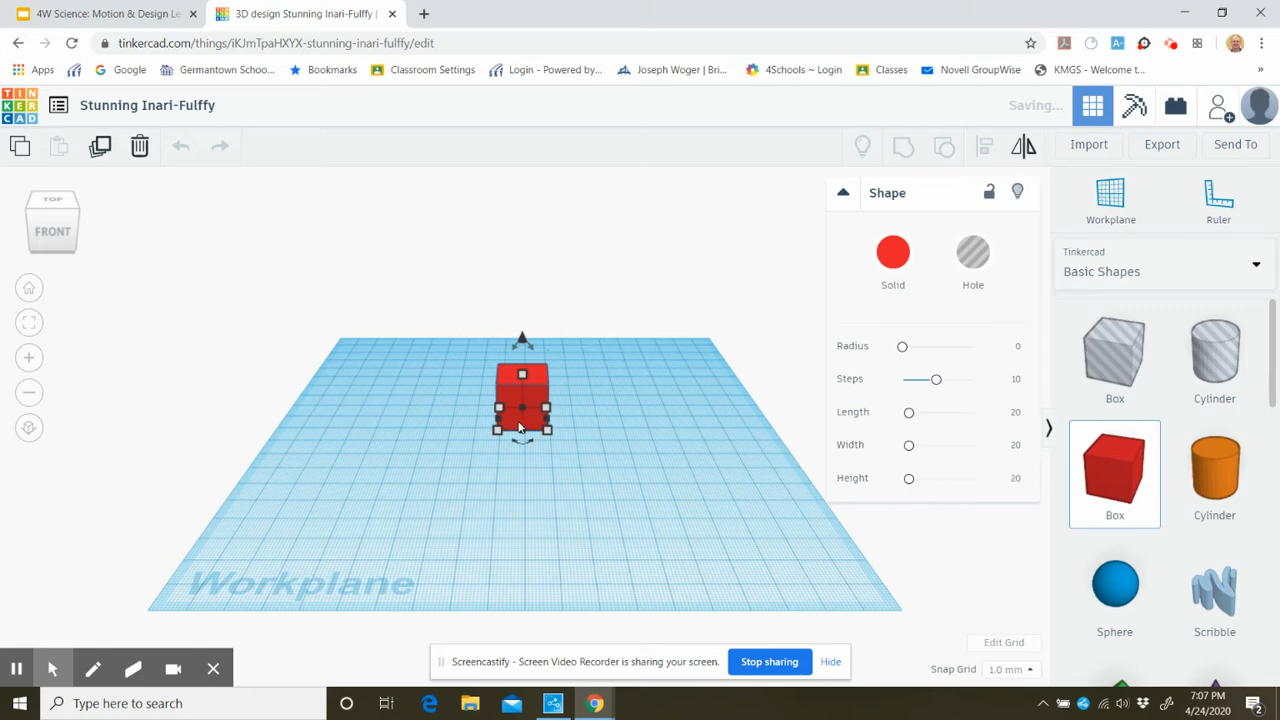 4W Science: Motion & Design Le
3D design Stunning Inari-Fulffy |
tinkercad.com/things/iKJmTpaHXYX-stunning-inari-fulffy/edit
Apps
Google
Germantown Schoo...
Bookmarks
Classroom Settings
Login - Powered by...
Joseph Woger | Bri...
4Schools ~ Login
Classes
Novell GroupWise
KMGS - Welcome t...
»
TIN
KER
CAD
Stunning Inari-Fulffy
Saving...
Import
Export
Send To
TOP
FRONT
Shape
Solid
Hole
Radius 0
Steps 10
Length 20
Width 20
Height 20
Workplane
Ruler
Tinkercad
Basic Shapes
Box
Cylinder
Box
Cylinder
Sphere
Scribble
Workplane
Edit Grid
Snap Grid 1.0 mm
Screencastify - Screen Video Recorder is sharing your screen.
Stop sharing
Hide
Type here to search
7:07 PM
4/24/2020
2